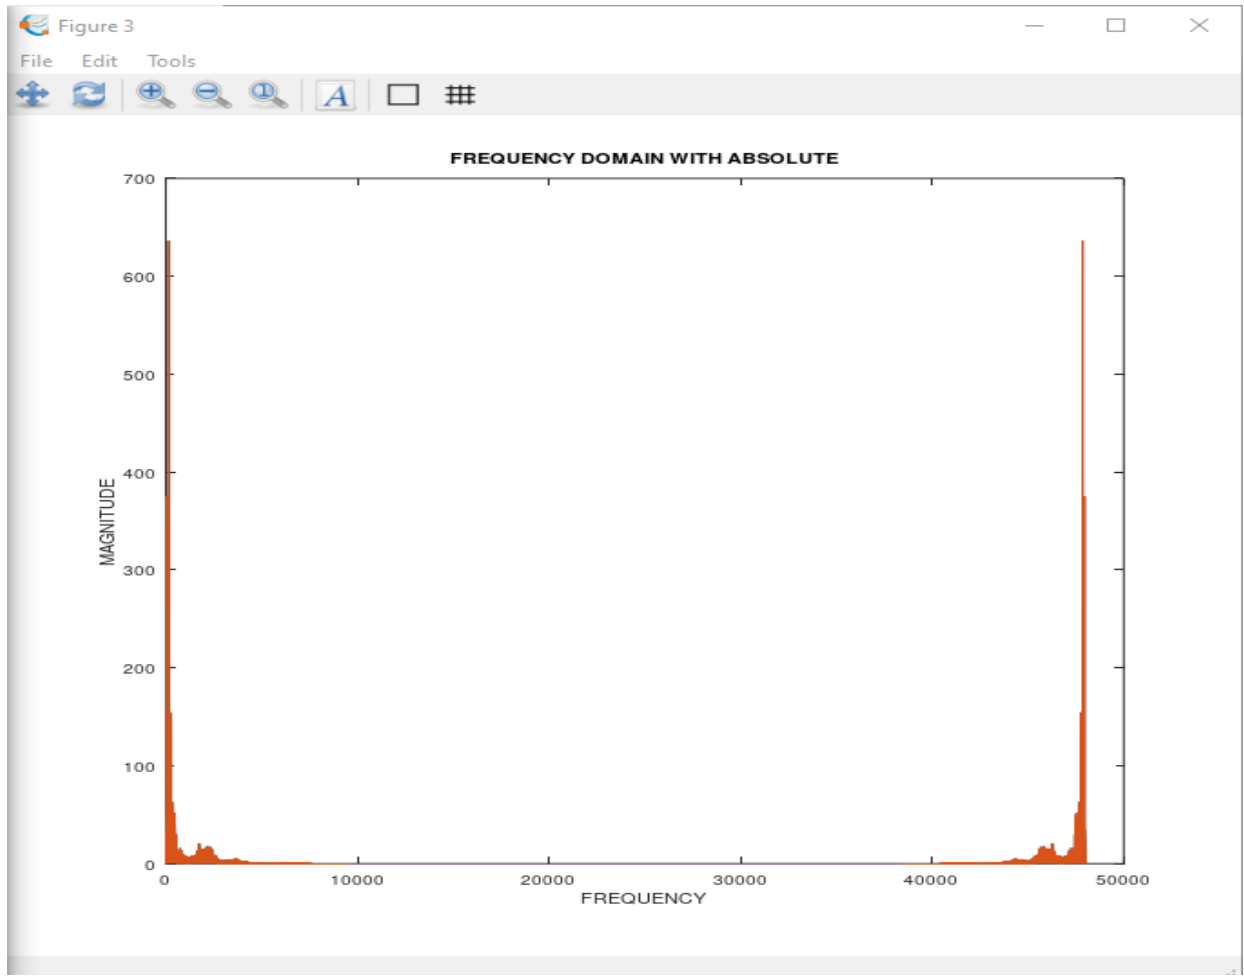 Figure 3
File Edit Tools
A
FREQUENCY DOMAIN WITH ABSOLUTE
700
600
500
400
300
200
100
0
MAGNITUDE
0 10000 20000 30000 40000 50000
FREQUENCY